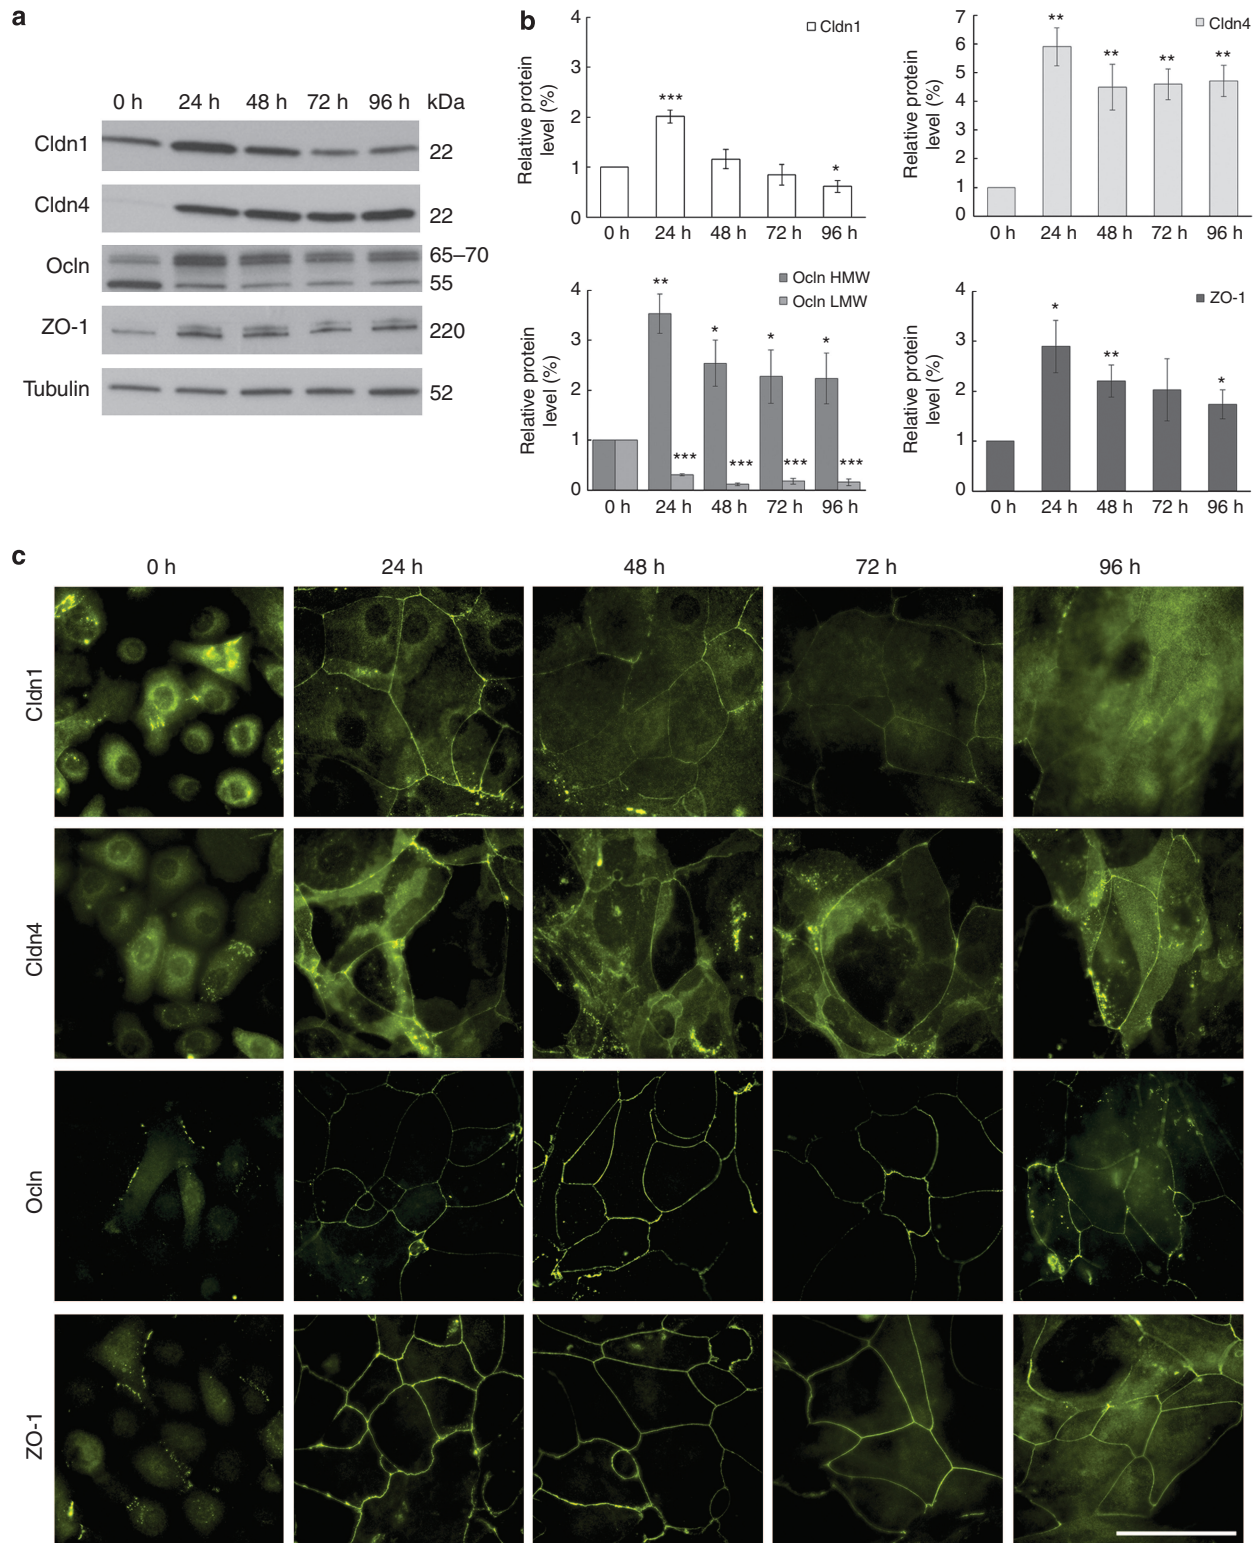 a
0 h 24 h 48 h 72 h 96 h kDa
Cldn1 22
Cldn4 22
Ocln 65–70
55
ZO-1 220
Tubulin 52
b
Relative protein
level (%)
4
3
2
1
0
Cldn1
***
*
0 h 24 h 48 h 72 h 96 h
Relative protein
level (%)
7
6
5
4
3
2
1
0
Cldn4
**
**
**
**
0 h 24 h 48 h 72 h 96 h
Relative protein
level (%)
4
3
2
1
0
Ocln HMW
Ocln LMW
**
*
*
*
***
***
***
***
0 h 24 h 48 h 72 h 96 h
Relative protein
level (%)
4
3
2
1
0
ZO-1
*
**
*
0 h 24 h 48 h 72 h 96 h
c
0 h 24 h 48 h 72 h 96 h
Cldn1
Cldn4
Ocln
ZO-1